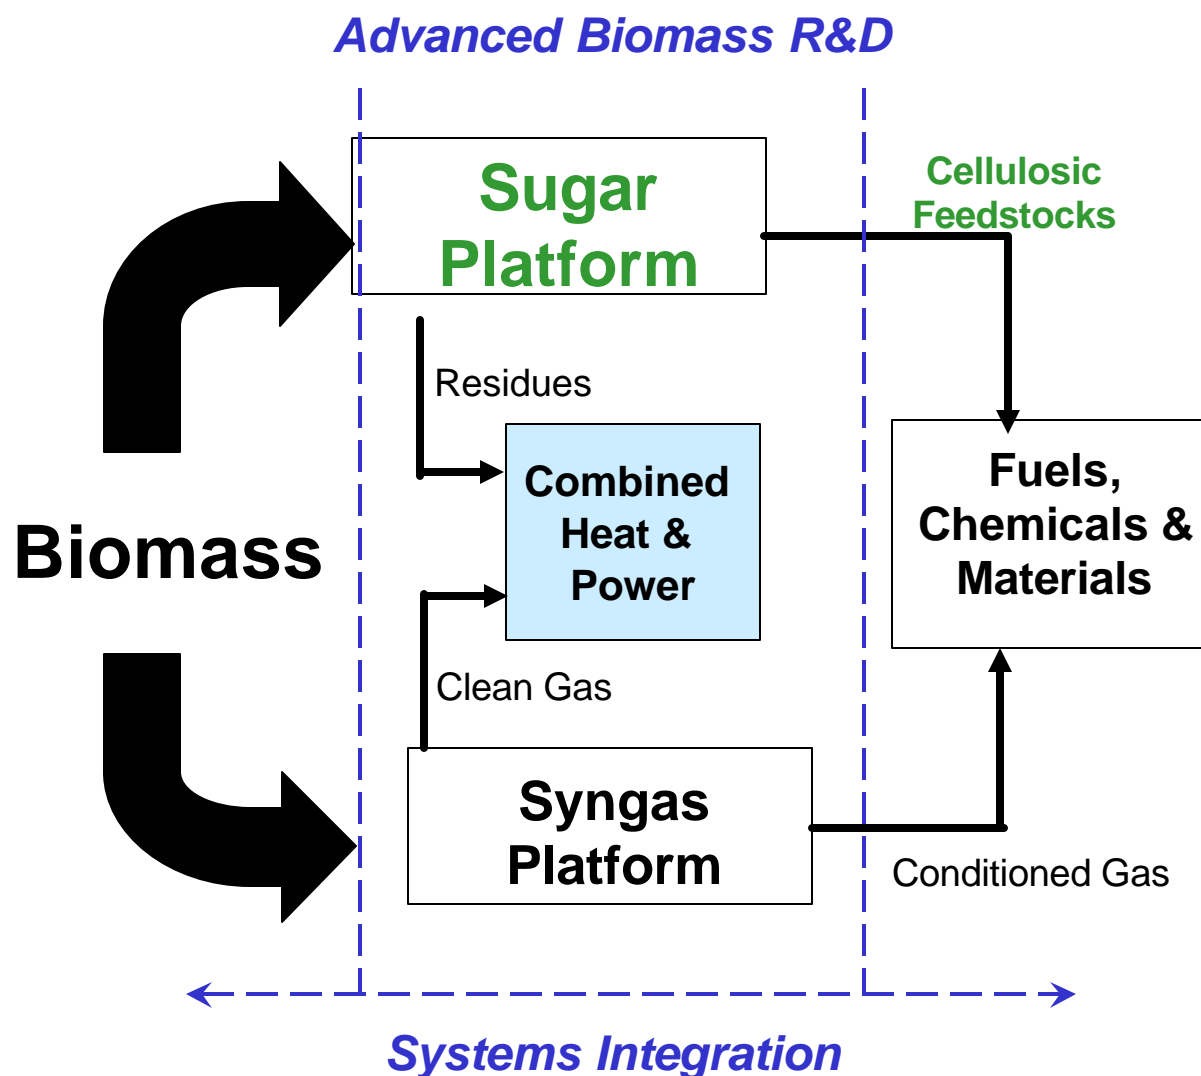 Advanced Biomass R&D
Sugar
Platform
Cellulosic
Feedstocks
Residues
Combined
Heat &
Power
Fuels,
Chemicals &
Materials
Biomass
Clean Gas
Syngas
Platform
Conditioned Gas
Systems Integration